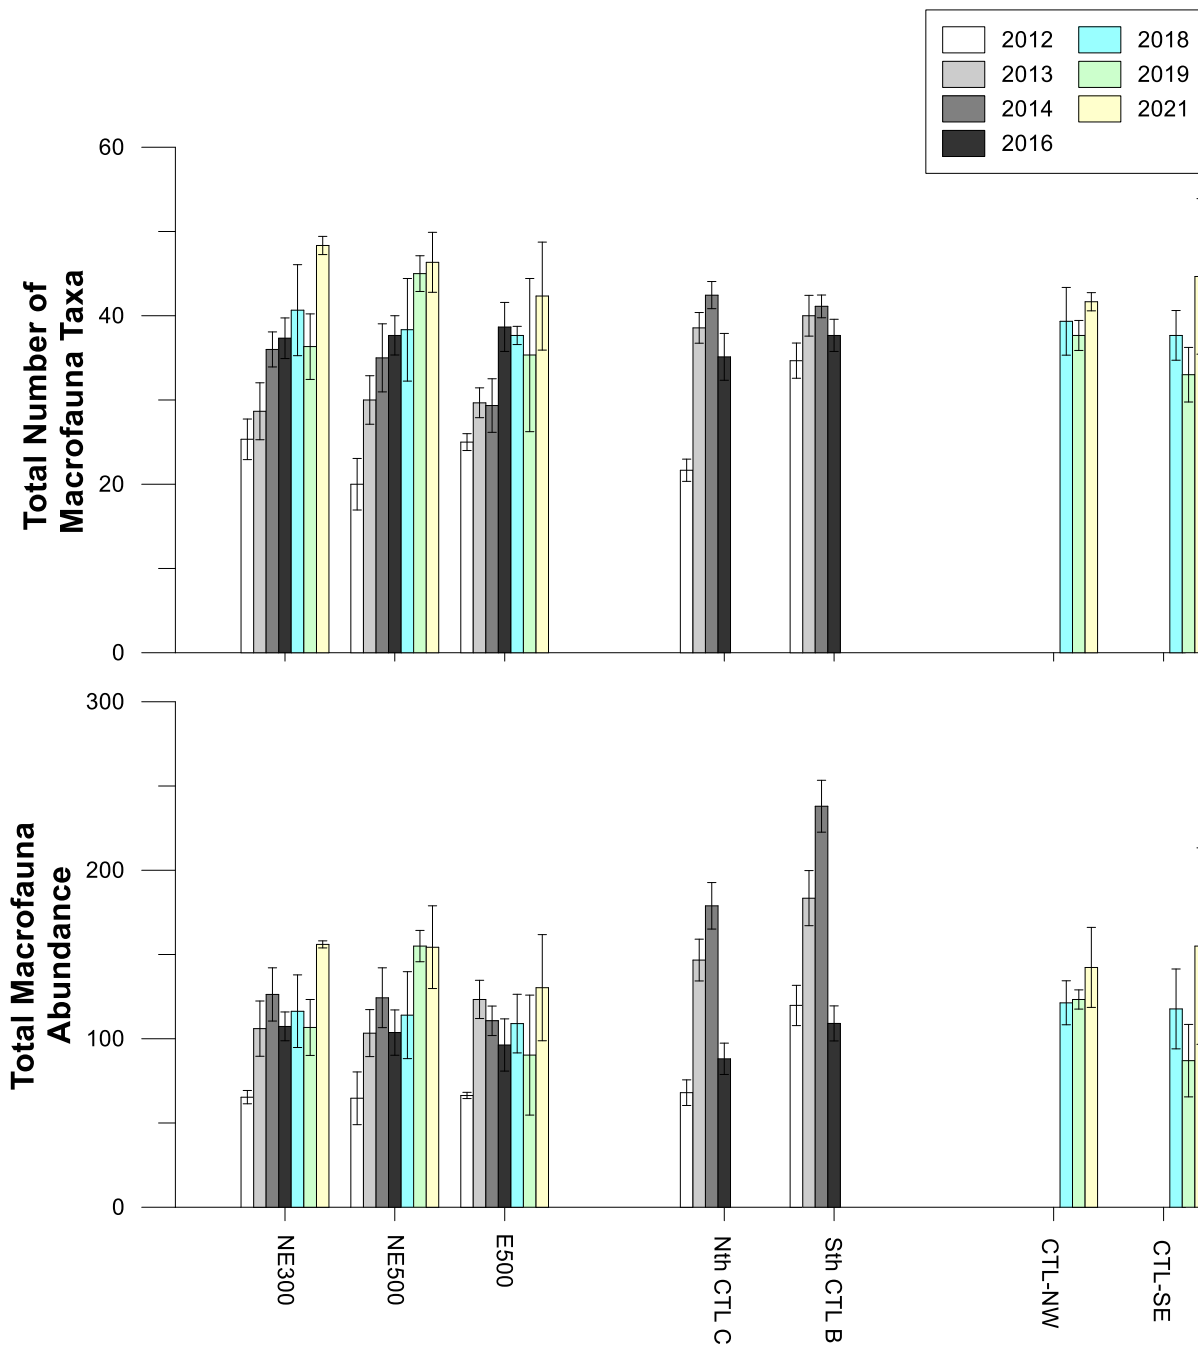 2012 2018
2013 2019
2014 2021
2016
60
40
20
0
Total Number of
Macrofauna Taxa
300
200
100
0
Total Macrofauna
Abundance
NE300
NE500
E500
Nth CTL C
Sth CTL B
CTL-NW
CTL-SE